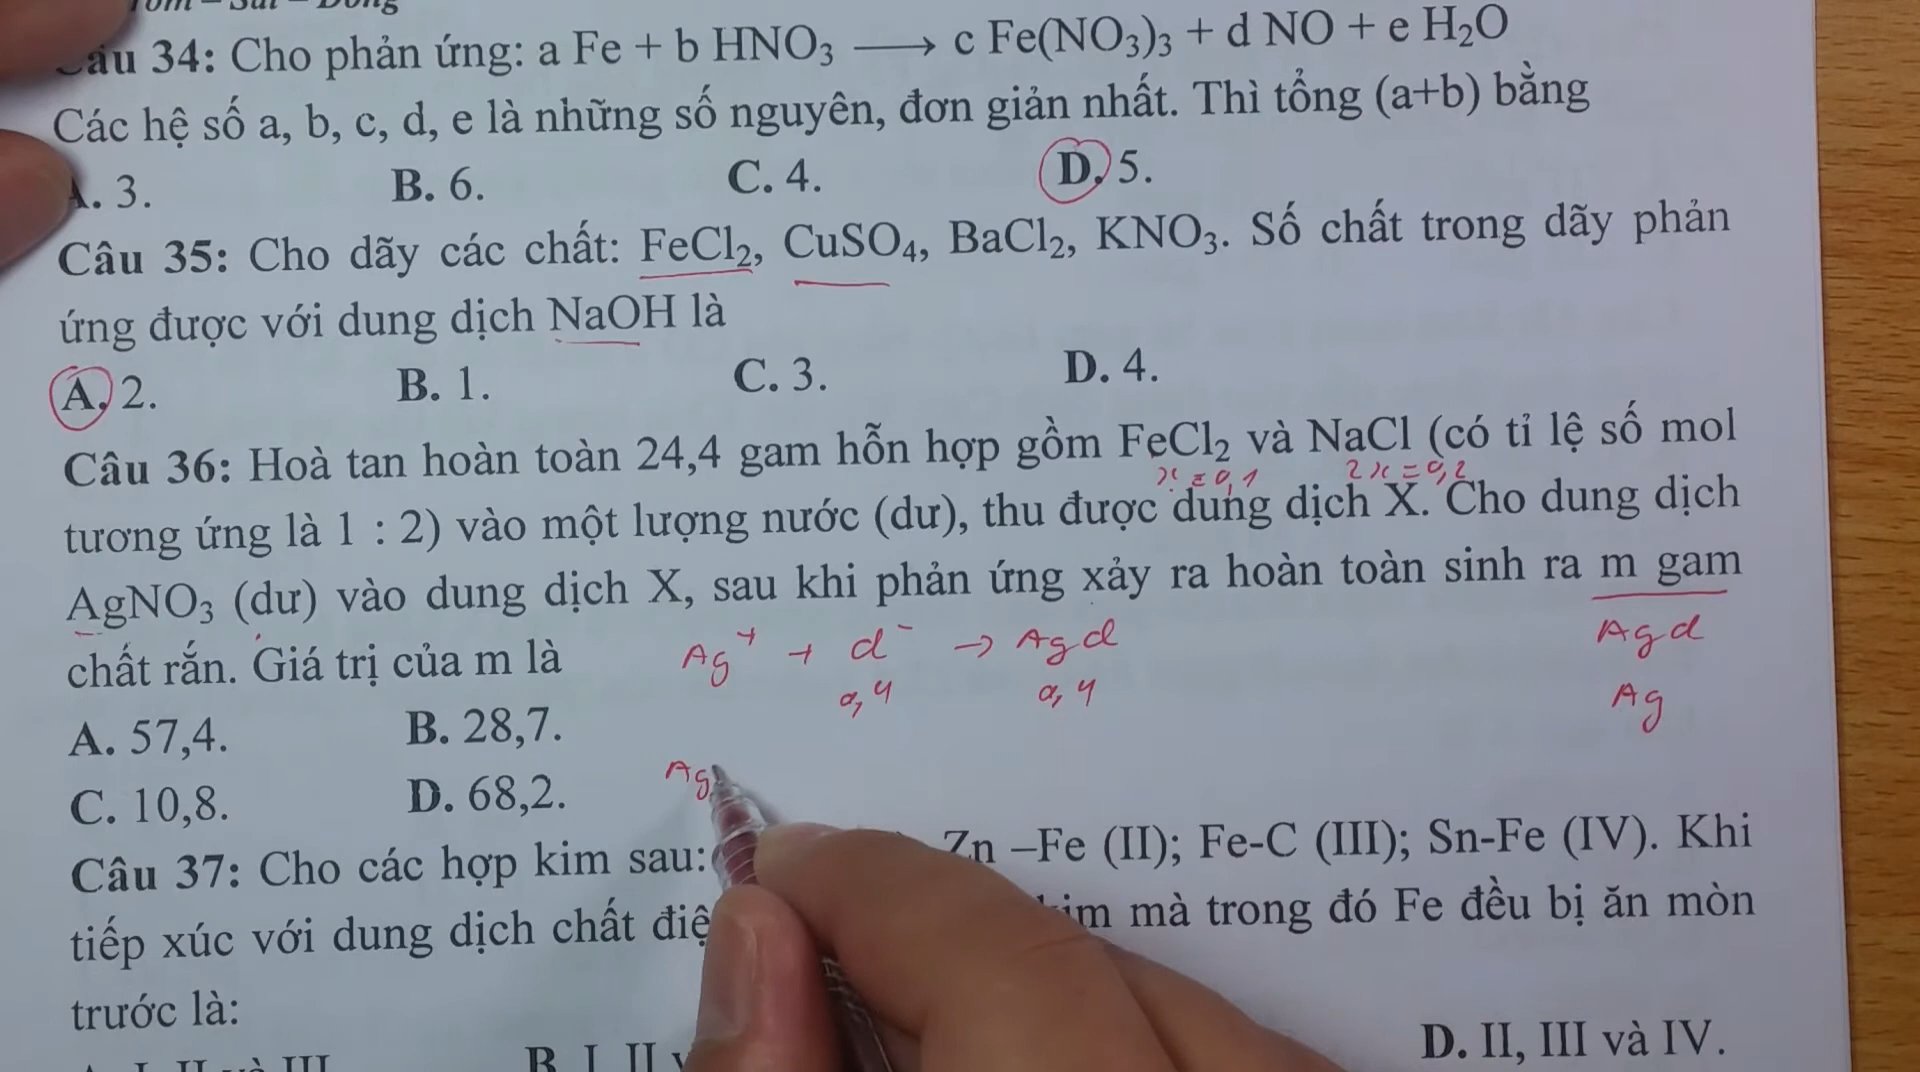 Câu 34: Cho phản ứng: a Fe + b HNO₃ ⟶ c Fe(NO₃)₃ + d NO + e H₂O
Các hệ số a, b, c, d, e là những số nguyên, đơn giản nhất. Thì tổng (a+b) bằng
A. 3. B. 6. C. 4. D. 5.
Câu 35: Cho dãy các chất: FeCl₂, CuSO₄, BaCl₂, KNO₃. Số chất trong dãy phản
ứng được với dung dịch NaOH là
A. 2. B. 1. C. 3. D. 4.
Câu 36: Hoà tan hoàn toàn 24,4 gam hỗn hợp gồm FeCl₂ và NaCl (có tỉ lệ số mol
x = 0,1 2x = 0,2
tương ứng là 1 : 2) vào một lượng nước (dư), thu được dung dịch X. Cho dung dịch
AgNO₃ (dư) vào dung dịch X, sau khi phản ứng xảy ra hoàn toàn sinh ra m gam
chất rắn. Giá trị của m là Ag⁺ + Cl⁻ → AgCl AgCl
0,4 0,4 Ag
A. 57,4. B. 28,7.
Ag
C. 10,8. D. 68,2.
Câu 37: Cho các hợp kim sau: Zn –Fe (II); Fe-C (III); Sn-Fe (IV). Khi
tiếp xúc với dung dịch chất kim mà trong đó Fe đều bị ăn mòn
trước là:
B. I, II D. II, III và IV.